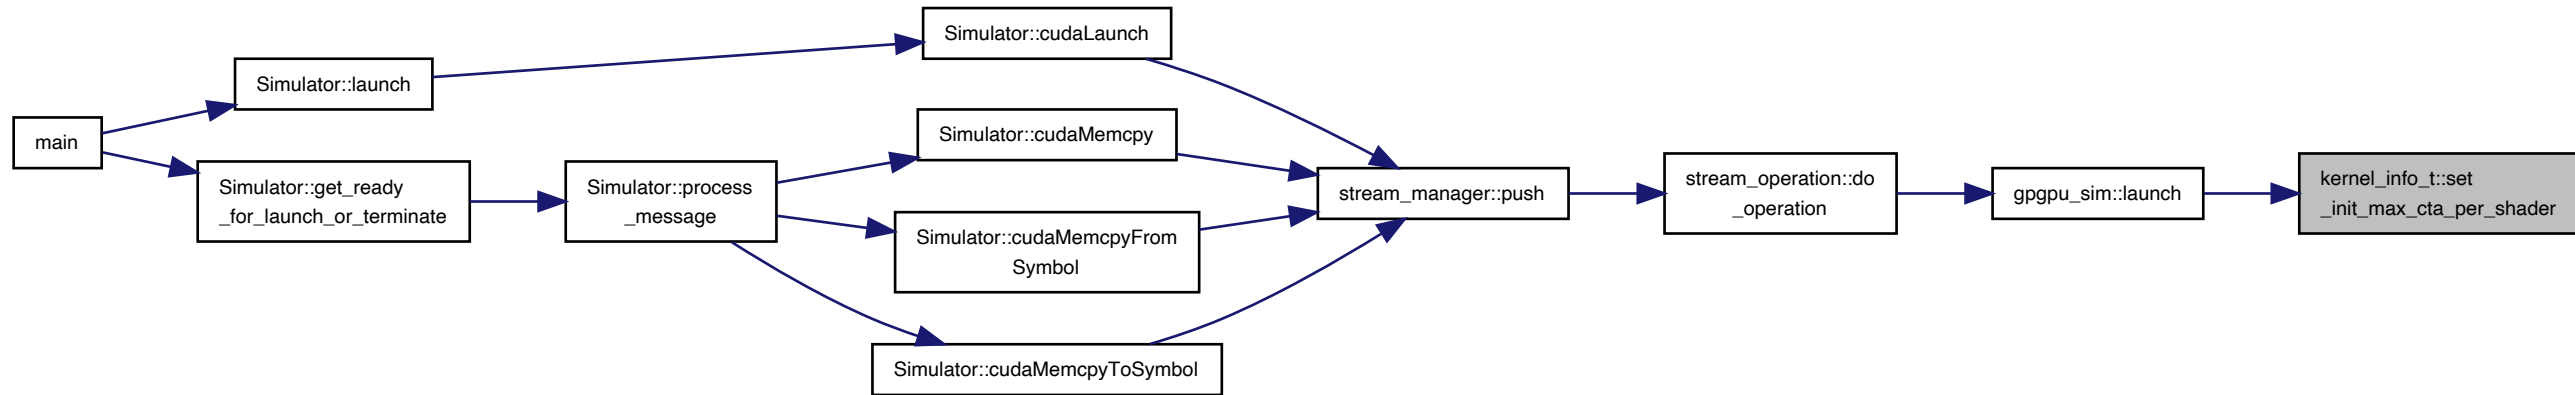 main
Simulator::launch
Simulator::get_ready
_for_launch_or_terminate
Simulator::process
_message
Simulator::cudaLaunch
Simulator::cudaMemcpy
Simulator::cudaMemcpyFrom
Symbol
Simulator::cudaMemcpyToSymbol
stream_manager::push
stream_operation::do
_operation
gpgpu_sim::launch
kernel_info_t::set
_init_max_cta_per_shader